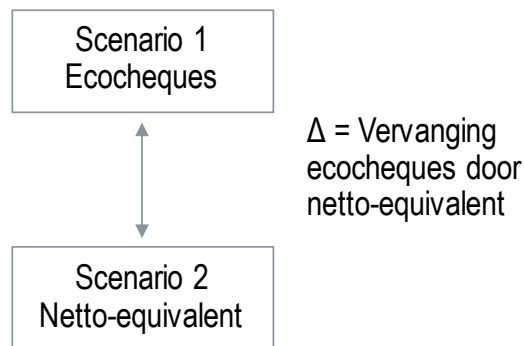 Scenario 1
Ecocheques
Δ = Vervanging
ecocheques door
netto-equivalent
Scenario 2
Netto-equivalent